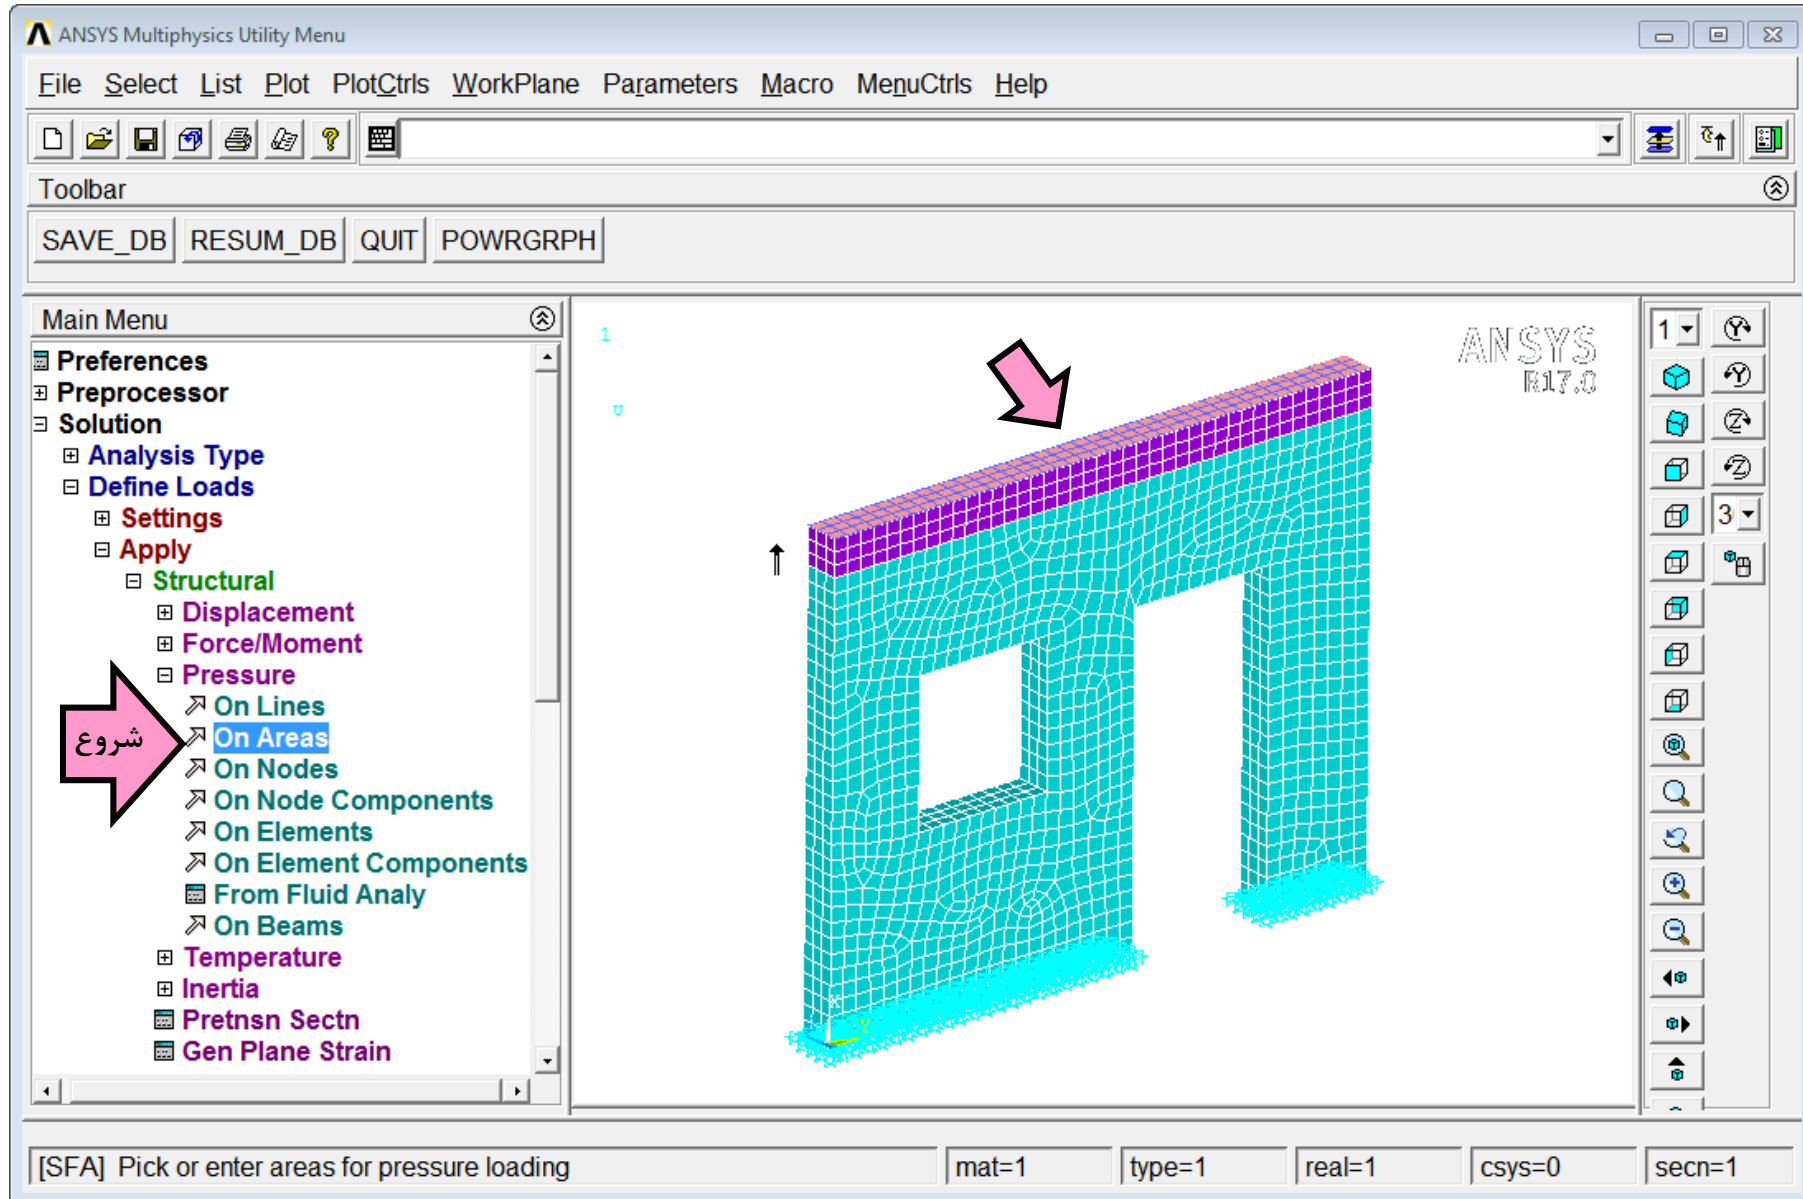 ANSYS Multiphysics Utility Menu
File Select List Plot PlotCtrls WorkPlane Parameters Macro MenuCtrls Help
Toolbar
SAVE_DB RESUM_DB QUIT POWRGRPH
Main Menu
Preferences
Preprocessor
Solution
Analysis Type
Define Loads
Settings
Apply
Structural
Displacement
Force/Moment
Pressure
On Lines
شروع
On Areas
On Nodes
On Node Components
On Elements
On Element Components
From Fluid Analy
On Beams
Temperature
Inertia
Pretnsn Sectn
Gen Plane Strain
1
U
ANSYS
R17.0
X
Y
1
3
[SFA] Pick or enter areas for pressure loading
mat=1
type=1
real=1
csys=0
secn=1